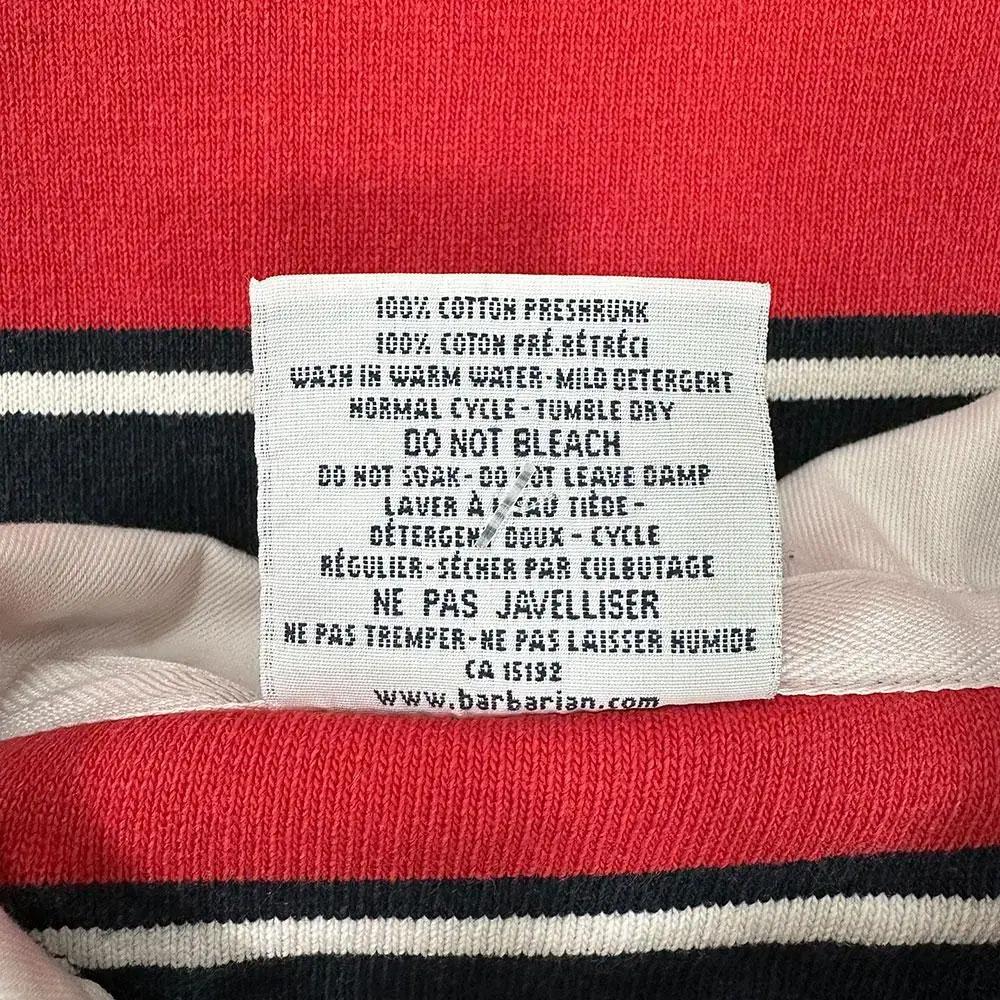 100% COTTON PRESHRUNK
100% COTON PRÉ-RÉTRÉCI
WASH IN WARM WATER-MILD DETERGENT
NORMAL CYCLE - TUMBLE DRY
DO NOT BLEACH
DO NOT SOAK - DO NOT LEAVE DAMP
LAVER À L'EAU TIÈDE -
DÉTERGENT DOUX - CYCLE
RÉGULIER-SÉCHER PAR CULBUTAGE
NE PAS JAVELLISER
NE PAS TREMPER-NE PAS LAISSER HUMIDE
CA 15192
www.barbarian.com